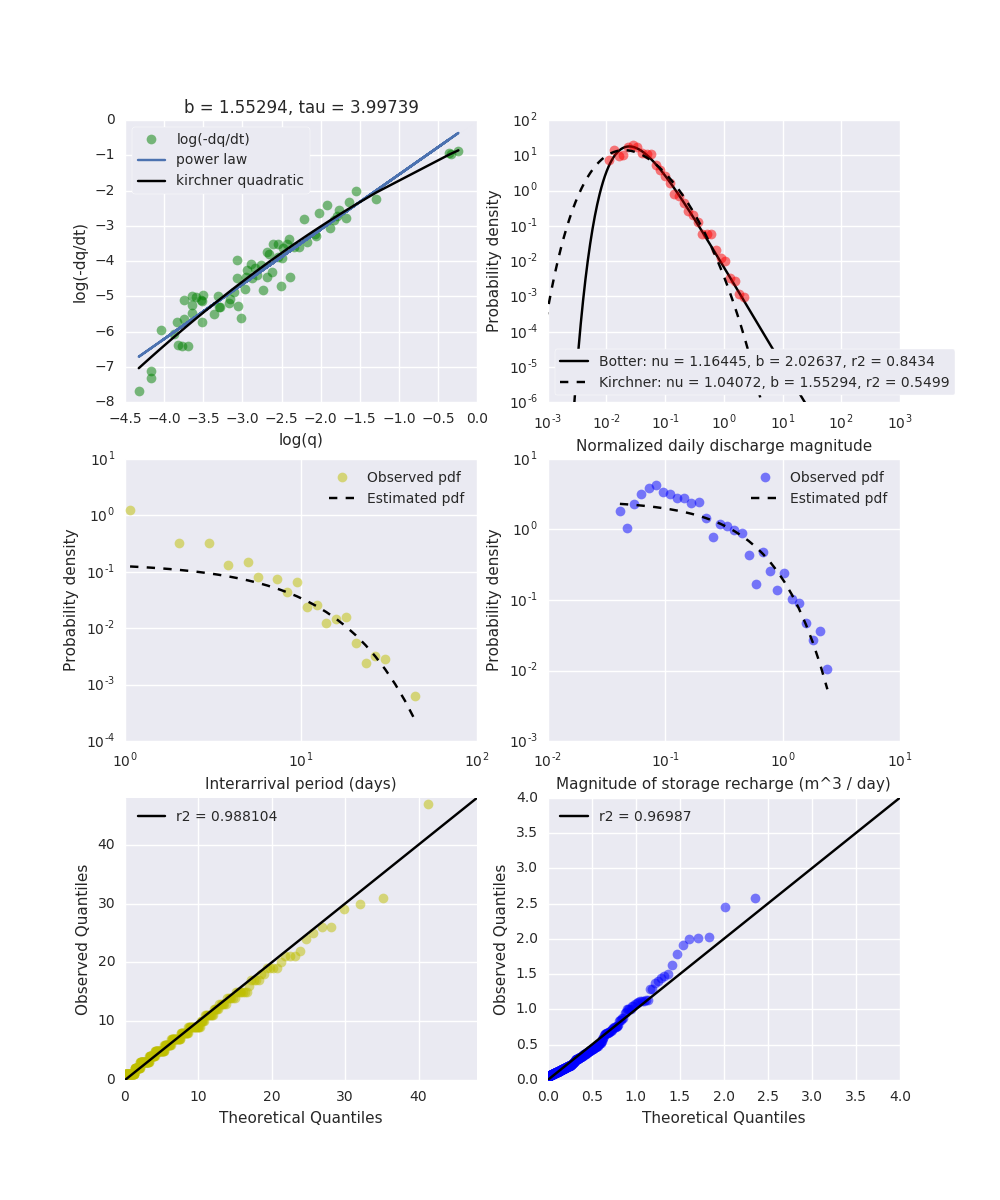 b = 1.55294, tau = 3.99739
log(-dq/dt)
power law
kirchner quadratic
0
−1
−2
−3
−4
−5
−6
−7
−8
log(-dq/dt)
−4.5 −4.0 −3.5 −3.0 −2.5 −2.0 −1.5 −1.0 −0.5 0.0
log(q)
10^2
10^1
10^0
10^-1
10^-2
10^-3
10^-4
10^-5
10^-6
Probability density
Botter: nu = 1.16445, b = 2.02637, r2 = 0.8434
Kirchner: nu = 1.04072, b = 1.55294, r2 = 0.5499
10^-3 10^-2 10^-1 10^0 10^1 10^2 10^3
Normalized daily discharge magnitude
10^1
10^0
10^-1
10^-2
10^-3
10^-4
Probability density
Observed pdf
Estimated pdf
10^0 10^1 10^2
Interarrival period (days)
10^1
10^0
10^-1
10^-2
10^-3
Probability density
Observed pdf
Estimated pdf
10^-2 10^-1 10^0 10^1
Magnitude of storage recharge (m^3 / day)
r2 = 0.988104
40
30
20
10
0
Observed Quantiles
0 10 20 30 40
Theoretical Quantiles
r2 = 0.96987
4.0
3.5
3.0
2.5
2.0
1.5
1.0
0.5
0.0
Observed Quantiles
0.0 0.5 1.0 1.5 2.0 2.5 3.0 3.5 4.0
Theoretical Quantiles